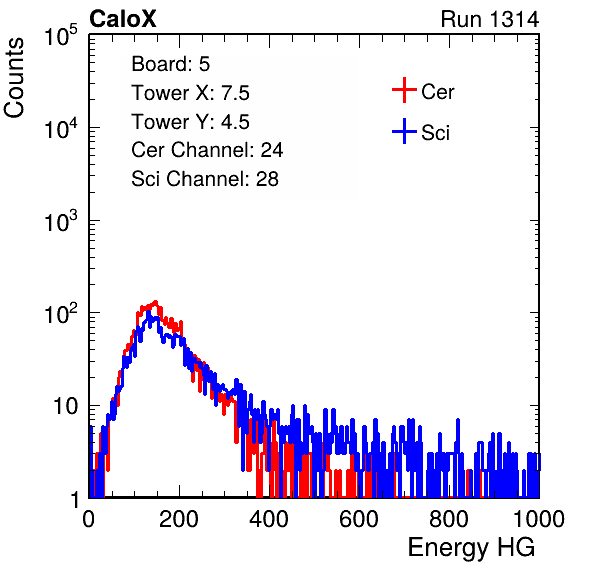 CaloX Run 1314
Counts
10^5
10^4
10^3
10^2
10
1
Board: 5
Tower X: 7.5
Tower Y: 4.5
Cer Channel: 24
Sci Channel: 28
Cer
Sci
0 200 400 600 800 1000
Energy HG